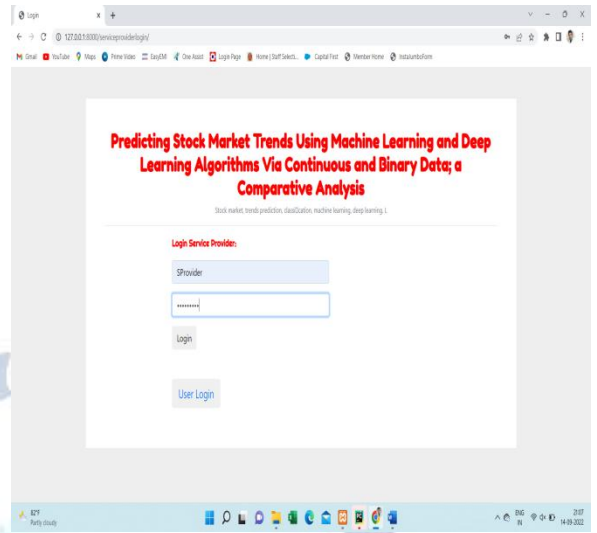 Login
127.0.0.1:8000/serviceproviderlogin/
Gmail YouTube Maps Prime Video EasyEMI One Assist Login Page Home | Staff Selecti... Capital First Member Home
Predicting Stock Market Trends Using Machine Learning and Deep
Learning Algorithms Via Continuous and Binary Data; a
Comparative Analysis
Stock market, trends prediction, classification, machine learning, deep learning. I.
Login Service Provider:
SProvider
•••••••••
Login
User Login
82°F
Partly cloudy
ENG
IN
21:07
14-09-2022